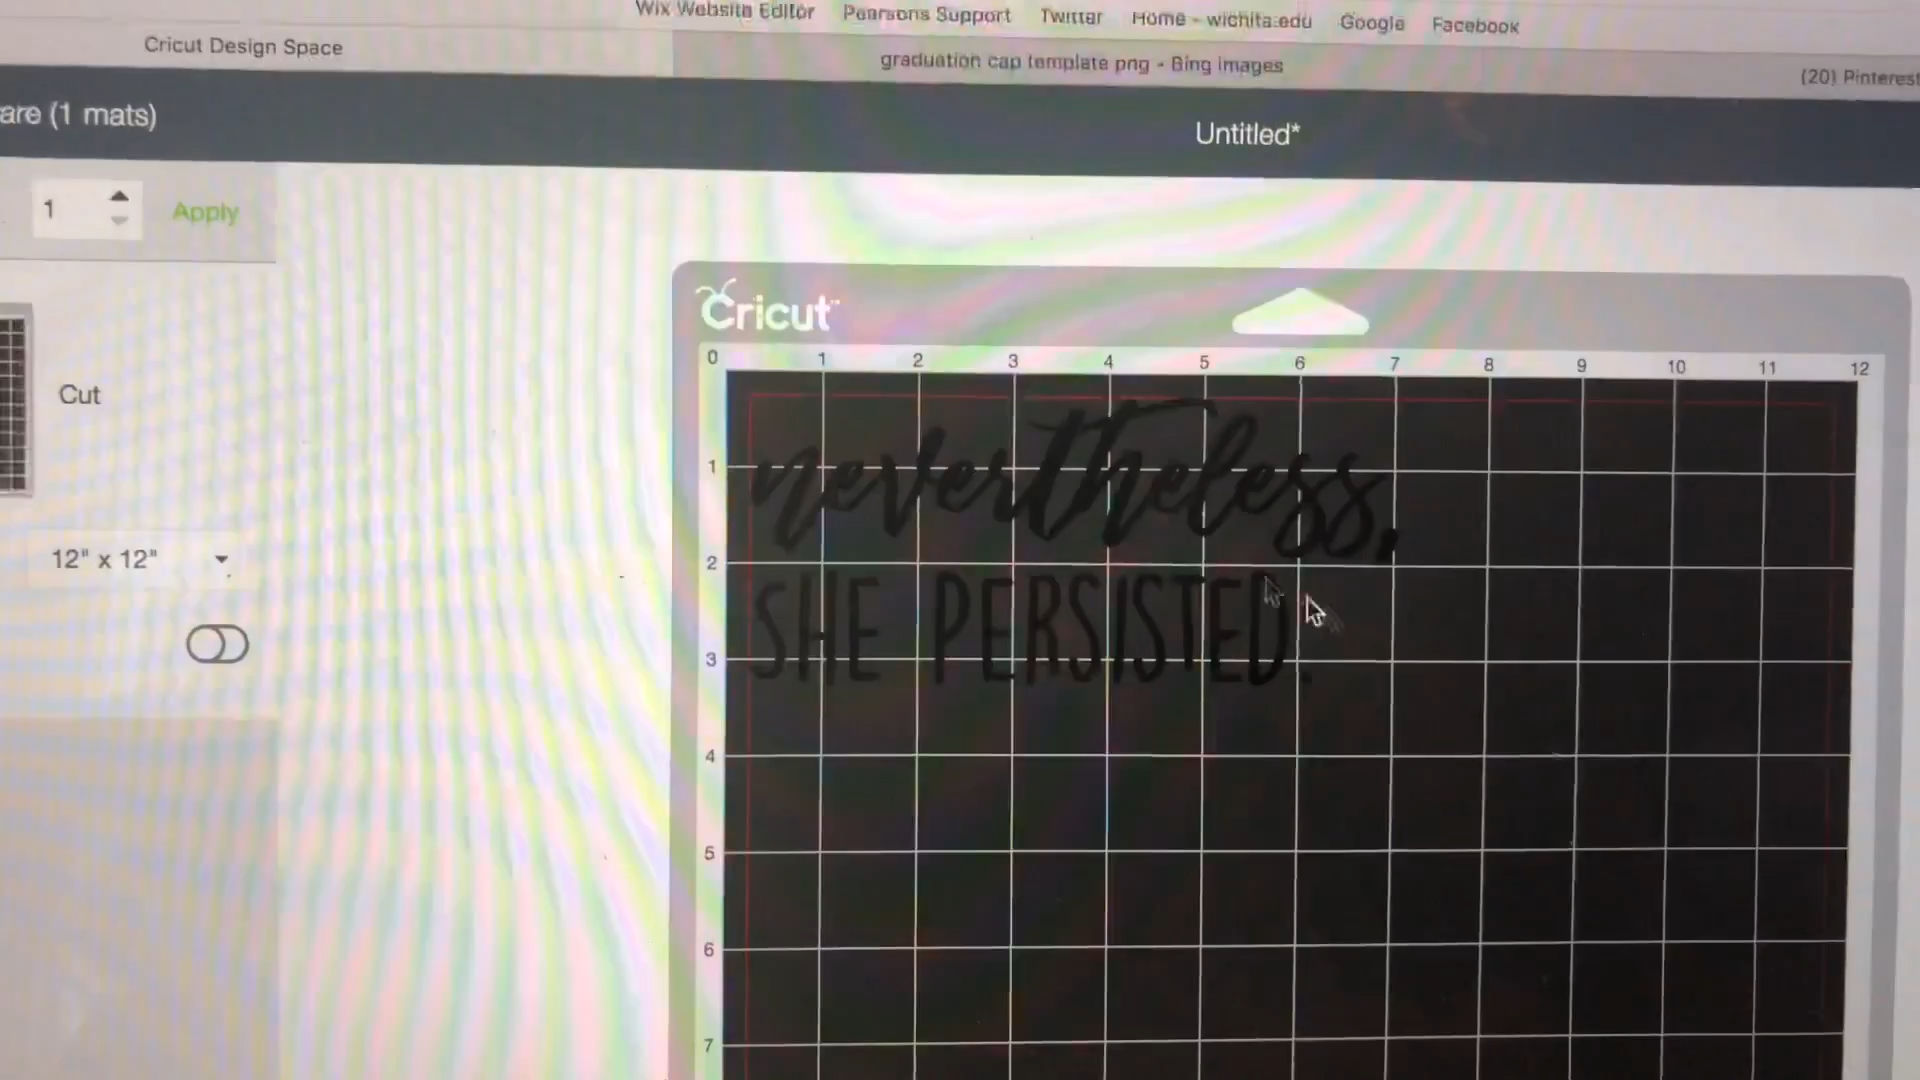 Wix Website Editor Pearsons Support Twitter Home - wichita.edu Google Facebook
Cricut Design Space graduation cap template png - Bing images (20) Pinterest
are (1 mats) Untitled*
1 Apply
Cricut
0 1 2 3 4 5 6 7 8 9 10 11 12
Cut
nevertheless,
1
12" x 12"
2
SHE PERSISTED.
3
4
5
6
7